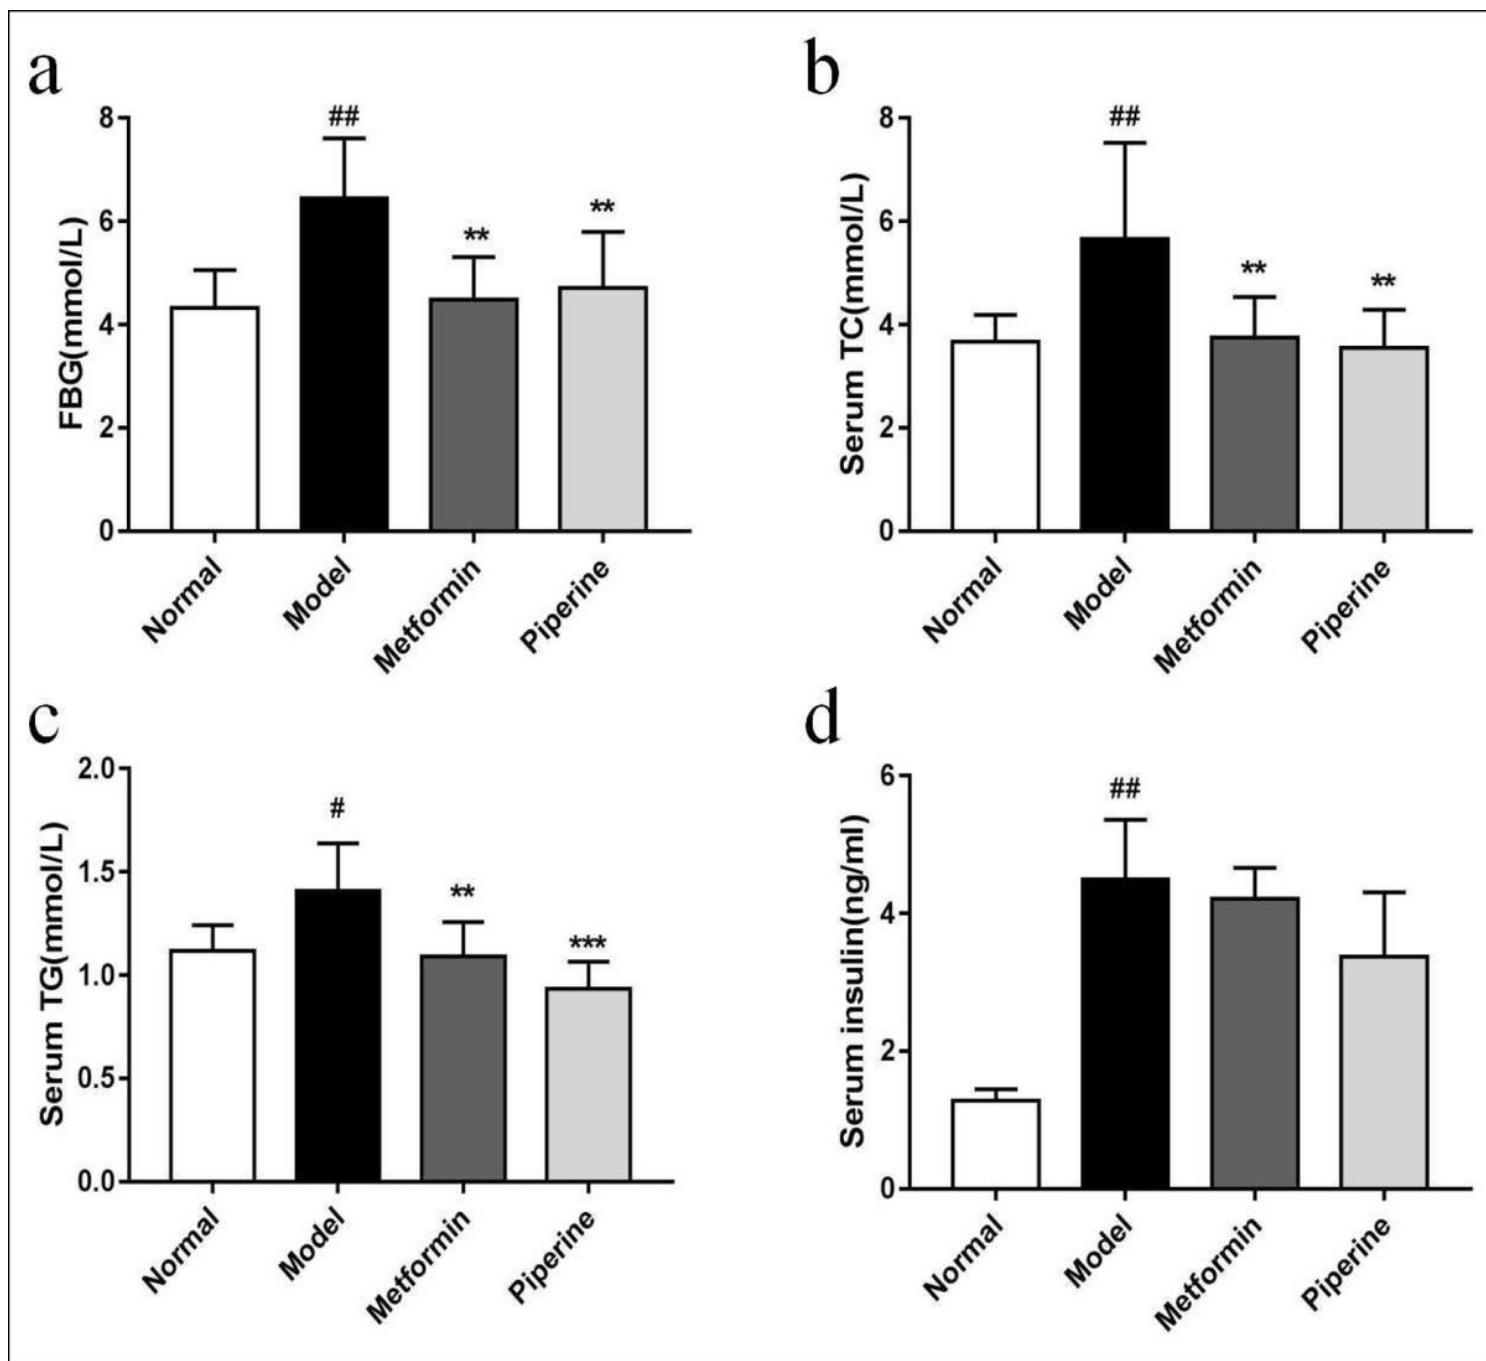 a
FBG(mmol/L)
8
6
4
2
0
##
**
**
Normal
Model
Metformin
Piperine
b
Serum TC(mmol/L)
8
6
4
2
0
##
**
**
Normal
Model
Metformin
Piperine
c
Serum TG(mmol/L)
2.0
1.5
1.0
0.5
0.0
#
**
***
Normal
Model
Metformin
Piperine
d
Serum insulin(ng/ml)
6
4
2
0
##
Normal
Model
Metformin
Piperine